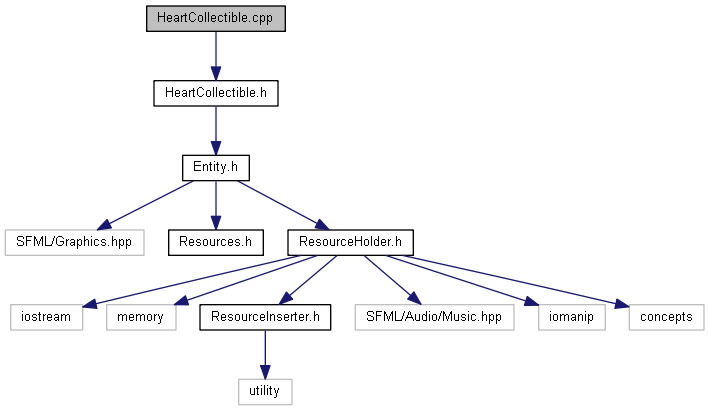 HeartCollectible.cpp
HeartCollectible.h
Entity.h
SFML/Graphics.hpp
Resources.h
ResourceHolder.h
iostream
memory
ResourceInserter.h
SFML/Audio/Music.hpp
iomanip
concepts
utility